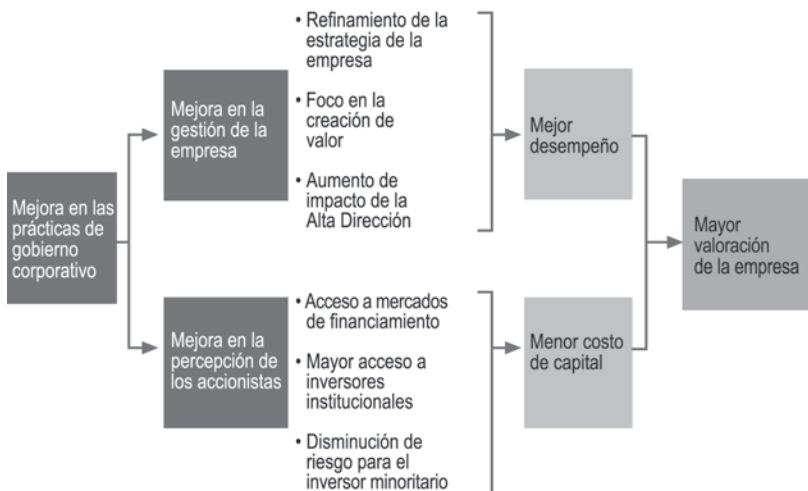 Mejora en las
prácticas de
gobierno
corporativo
Mejora en la
gestión de la
empresa
• Refinamiento de la
estrategia de la
empresa
• Foco en la
creación de
valor
• Aumento de
impacto de la
Alta Dirección
Mejor
desempeño
Mejora en la
percepción de
los accionistas
• Acceso a mercados
de financiamiento
• Mayor acceso a
inversores
institucionales
• Disminución de
riesgo para el
inversor minoritario
Menor costo
de capital
Mayor
valoración
de la empresa